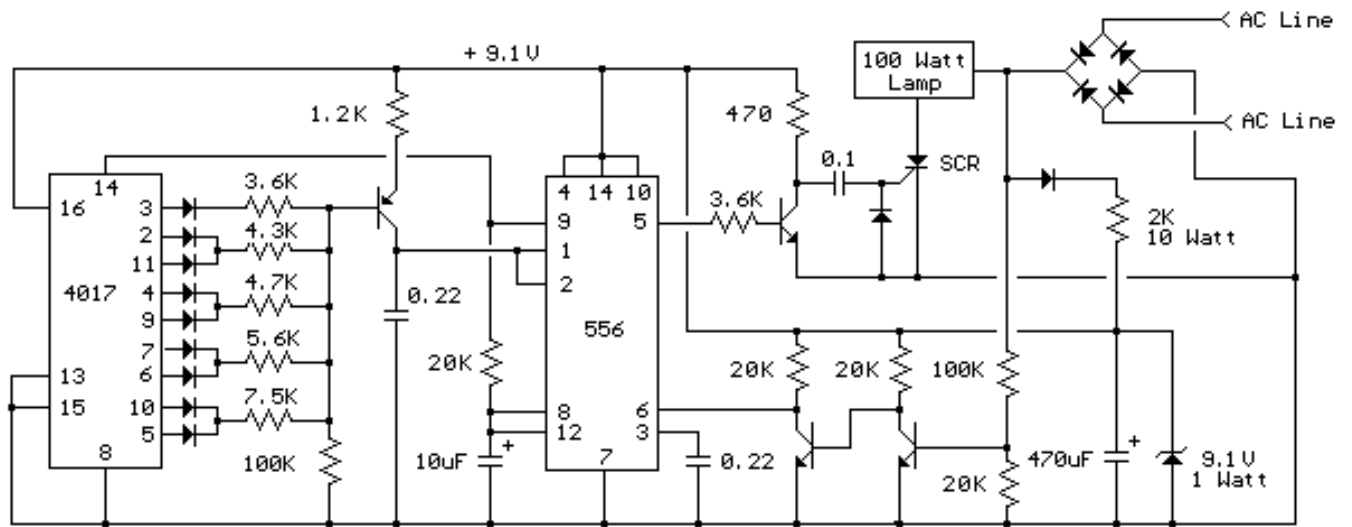 AC Line
+ 9.1V
100 Watt
Lamp
1.2K
470
AC Line
0.1
SCR
14
3.6K
4 14 10
3.6K
16
3
9
5
2K
10 Watt
2
4.3K
1
11
2
4017
4
4.7K
0.22
9
556
7
5.6K
20K
20K
20K
100K
13
6
15
10
7.5K
8
6
5
12
3
8
100K
10uF
+
7
0.22
20K
470uF
+
9.1V
1 Watt